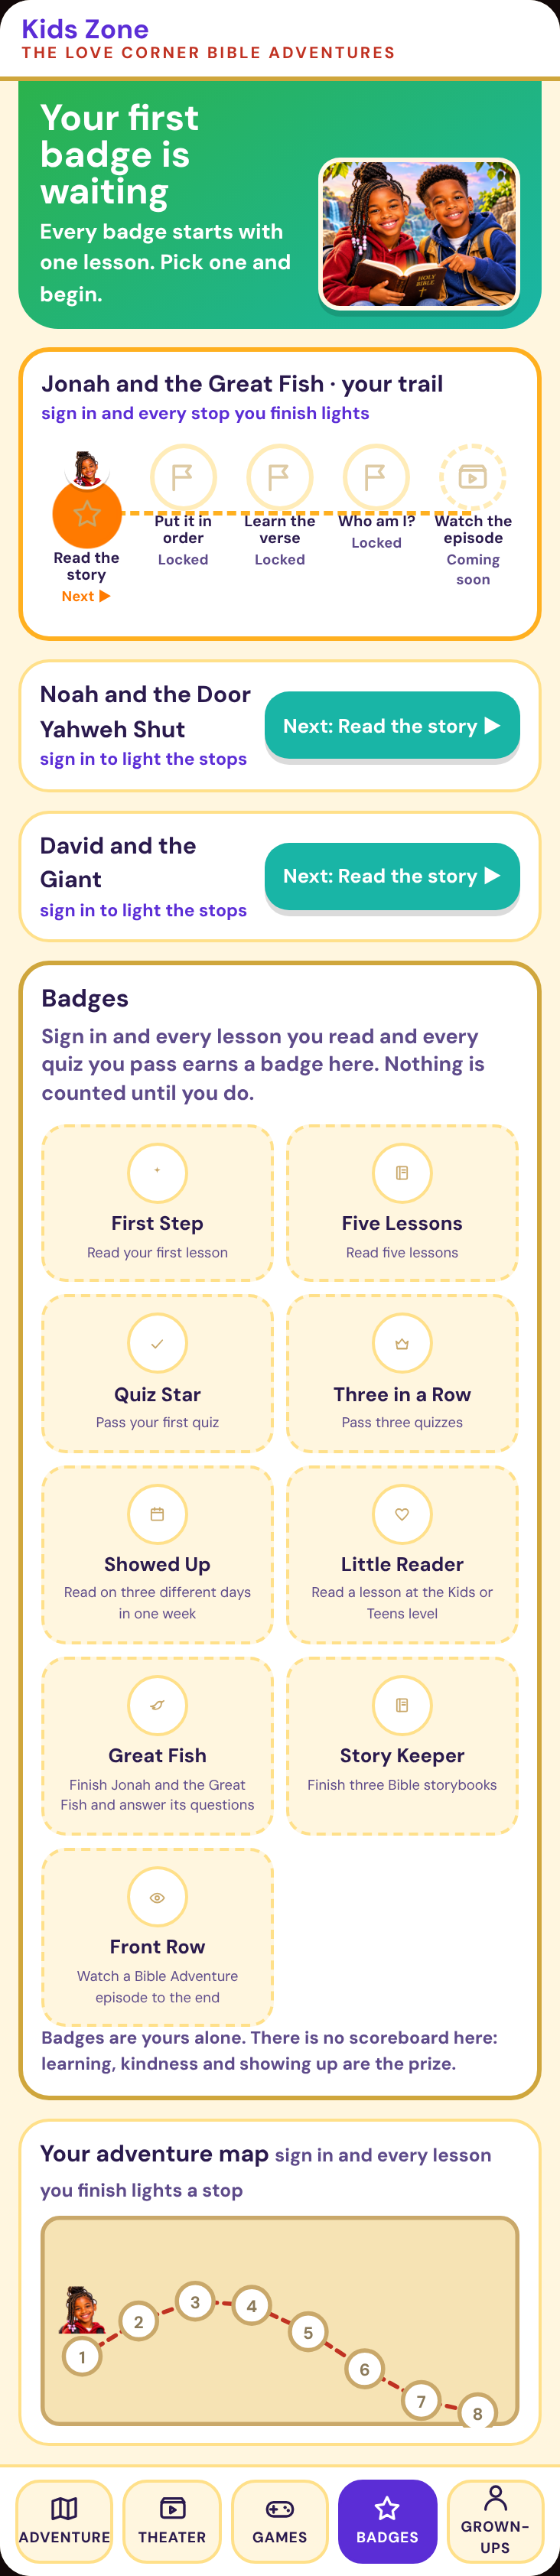 Kids Zone
THE LOVE CORNER BIBLE ADVENTURES
Your first
badge is
waiting
Every badge starts with
one lesson. Pick one and
begin.
HOLY
BIBLE
Jonah and the Great Fish · your trail
sign in and every stop you finish lights
Read the
story
Next ▶
Put it in
order
Locked
Learn the
verse
Locked
Who am I?
Locked
Watch the
episode
Coming
soon
Noah and the Door
Yahweh Shut
sign in to light the stops
Next: Read the story ▶
David and the
Giant
sign in to light the stops
Next: Read the story ▶
Badges
Sign in and every lesson you read and every
quiz you pass earns a badge here. Nothing is
counted until you do.
First Step
Read your first lesson
Five Lessons
Read five lessons
Quiz Star
Pass your first quiz
Three in a Row
Pass three quizzes
Showed Up
Read on three different days
in one week
Little Reader
Read a lesson at the Kids or
Teens level
Great Fish
Finish Jonah and the Great
Fish and answer its questions
Story Keeper
Finish three Bible storybooks
Front Row
Watch a Bible Adventure
episode to the end
Badges are yours alone. There is no scoreboard here:
learning, kindness and showing up are the prize.
Your adventure map sign in and every lesson
you finish lights a stop
1
2
3
4
5
6
7
8
ADVENTURE
THEATER
GAMES
BADGES
GROWN-
UPS